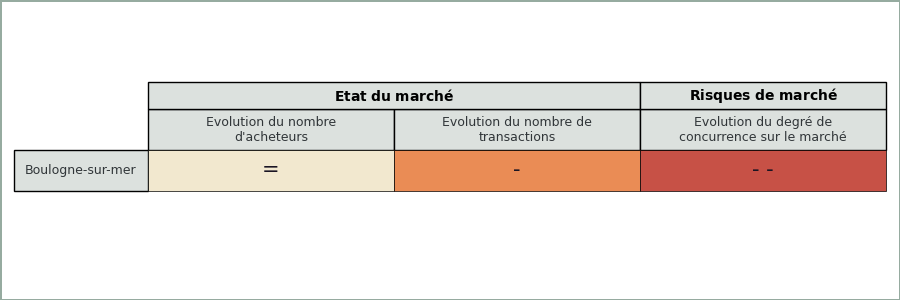 Etat du marché
Risques de marché
Evolution du nombre
d'acheteurs
Evolution du nombre de
transactions
Evolution du degré de
concurrence sur le marché
Boulogne-sur-mer
=
-
- -